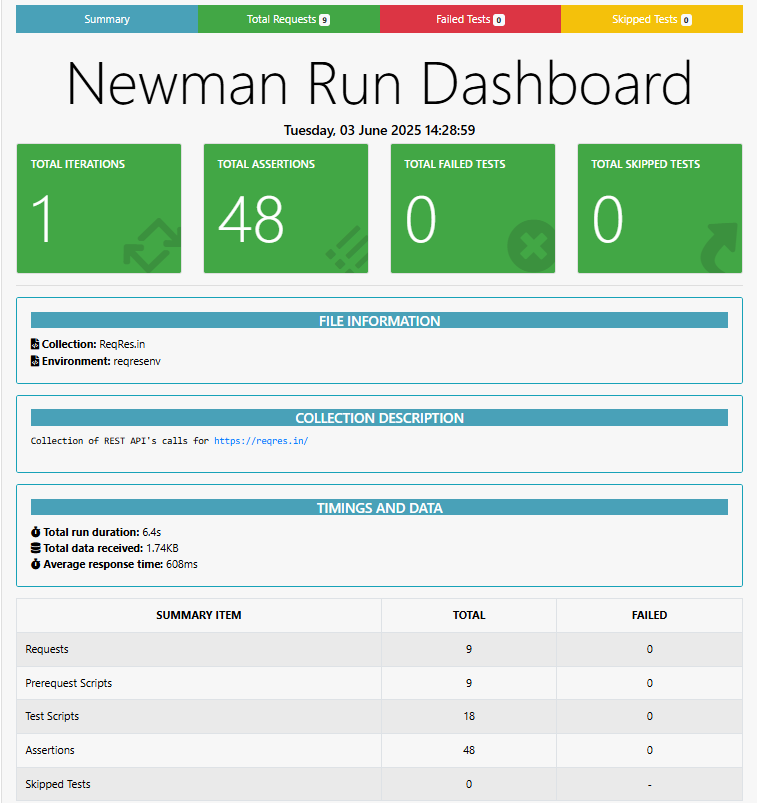 Summary Total Requests 9 Failed Tests 0 Skipped Tests 0
Newman Run Dashboard
Tuesday, 03 June 2025 14:28:59
TOTAL ITERATIONS
1
TOTAL ASSERTIONS
48
TOTAL FAILED TESTS
0
TOTAL SKIPPED TESTS
0
FILE INFORMATION
Collection: ReqRes.in
Environment: reqresenv
COLLECTION DESCRIPTION
Collection of REST API's calls for https://reqres.in/
TIMINGS AND DATA
Total run duration: 6.4s
Total data received: 1.74KB
Average response time: 608ms
SUMMARY ITEM TOTAL FAILED
Requests 9 0
Prerequest Scripts 9 0
Test Scripts 18 0
Assertions 48 0
Skipped Tests 0 -